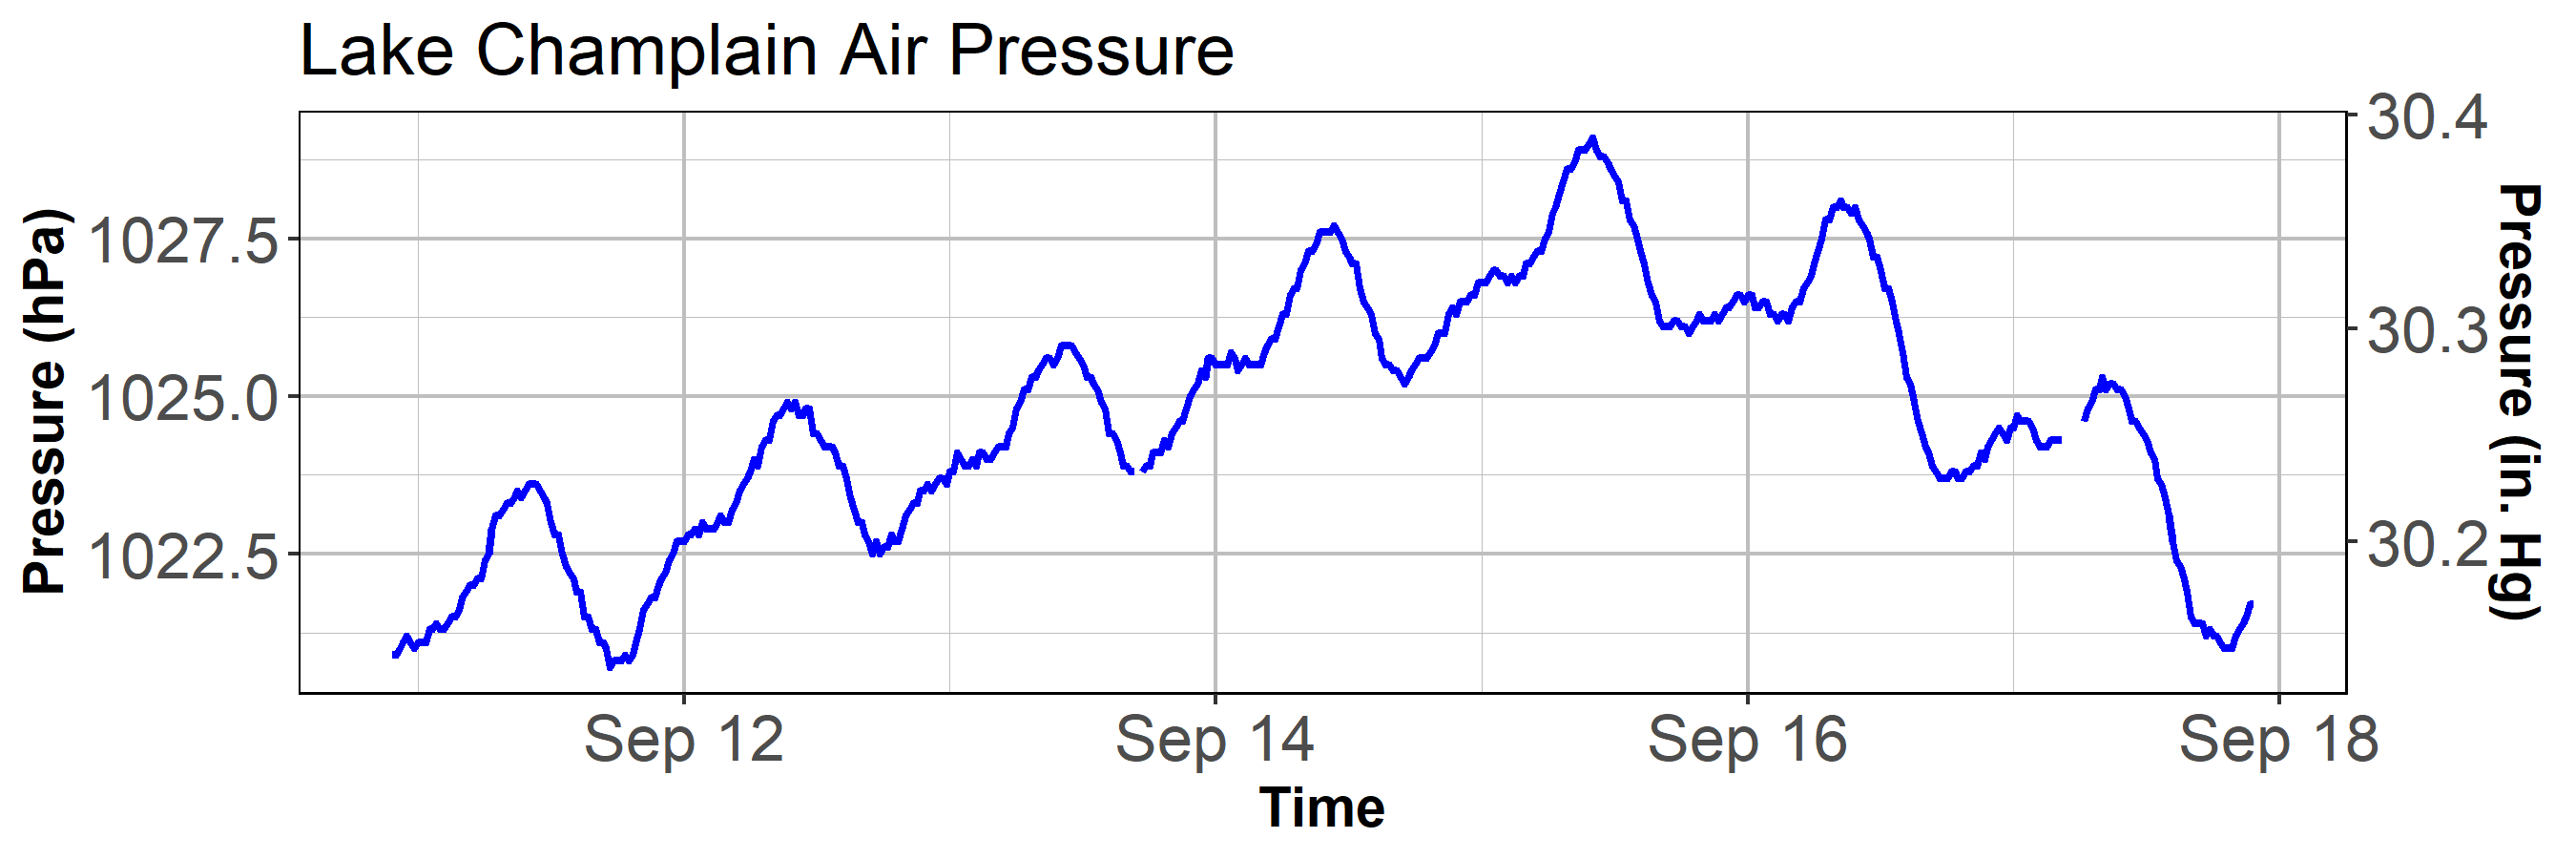 Lake Champlain Air Pressure
Pressure (hPa)
1027.5
1025.0
1022.5
30.4
30.3
30.2
Pressure (in. Hg)
Sep 12
Sep 14
Sep 16
Sep 18
Time